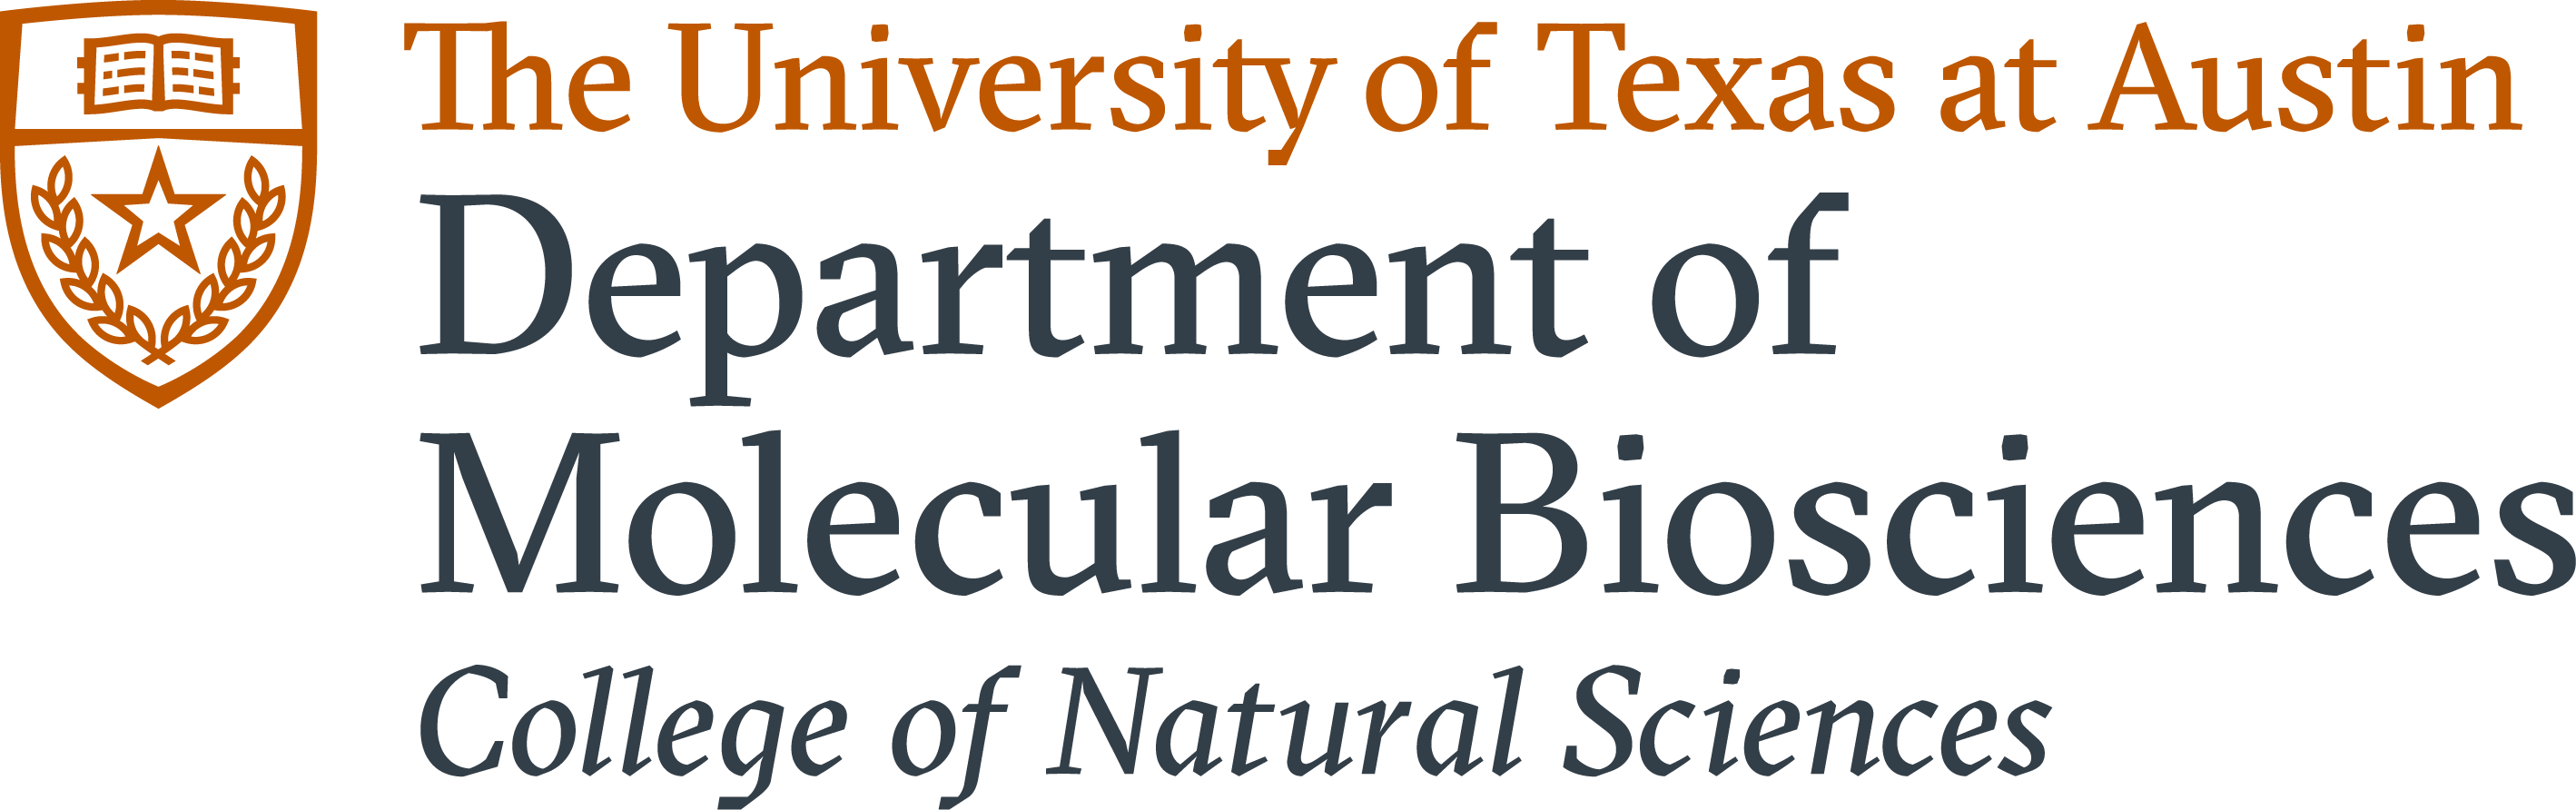 The University of Texas at Austin
Department of
Molecular Biosciences
College of Natural Sciences